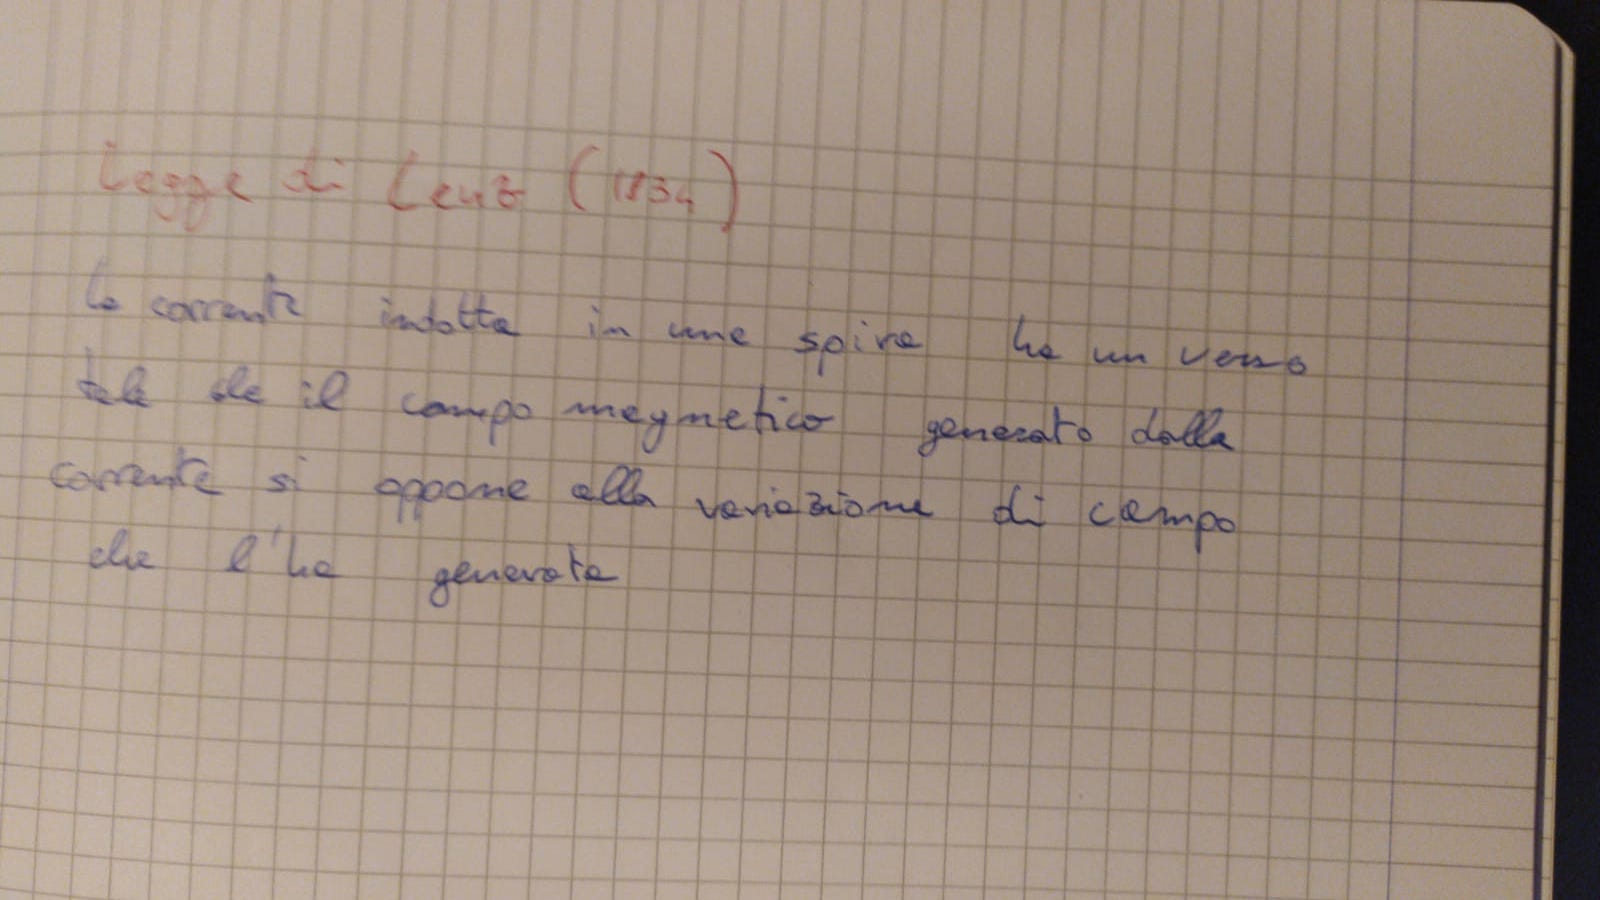 Legge di Lenz (1834)
la corrente indotta in una spira ha un verso
tale che il campo magnetico generato dalla
corrente si oppone alla variazione di campo
che l'ha generata